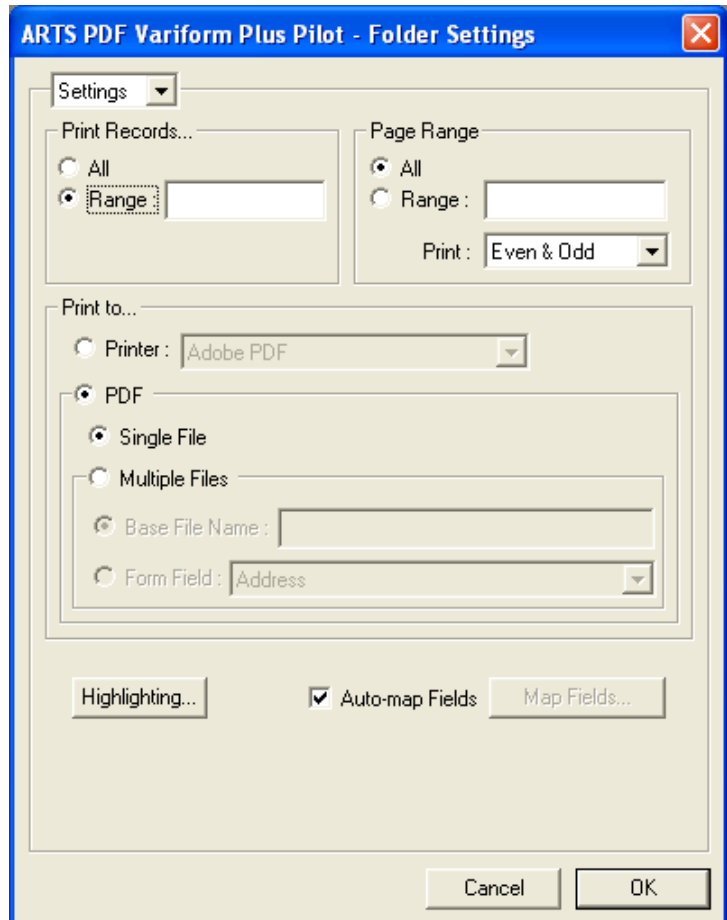 ARTS PDF Variform Plus Pilot - Folder Settings
Settings
Print Records...
All
Range :
Page Range
All
Range :
Print : Even & Odd
Print to...
Printer : Adobe PDF
PDF
Single File
Multiple Files
Base File Name :
Form Field : Address
Highlighting...
Auto-map Fields
Map Fields...
Cancel
OK